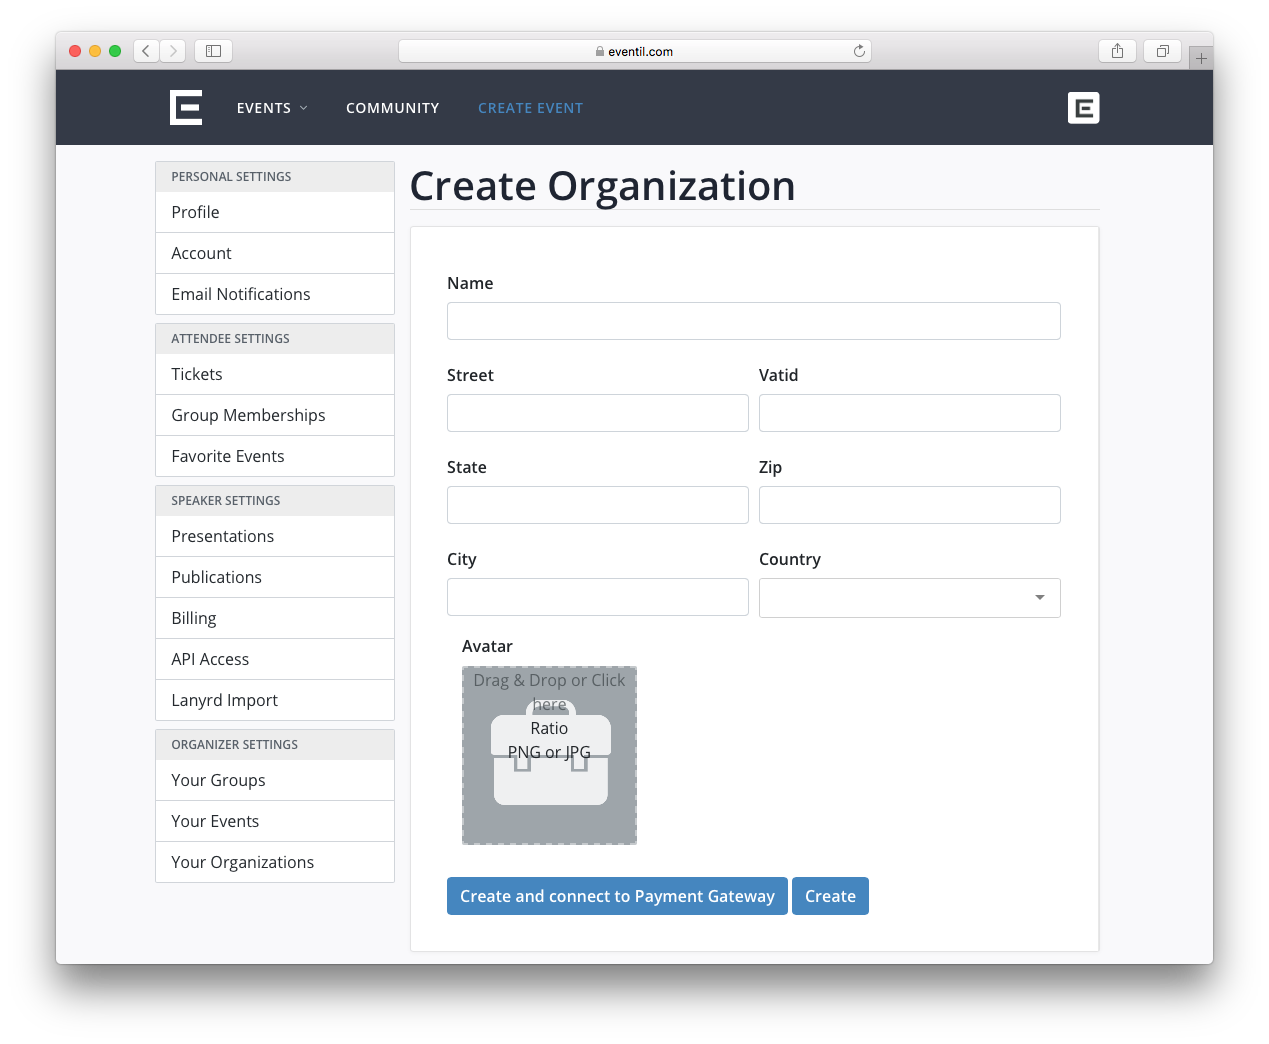 eventil.com
EVENTS
COMMUNITY
CREATE EVENT
PERSONAL SETTINGS
Profile
Account
Email Notifications
ATTENDEE SETTINGS
Tickets
Group Memberships
Favorite Events
SPEAKER SETTINGS
Presentations
Publications
Billing
API Access
Lanyrd Import
ORGANIZER SETTINGS
Your Groups
Your Events
Your Organizations
Create Organization
Name
Street
Vatid
State
Zip
City
Country
Avatar
Drag & Drop or Click
here
Ratio
PNG or JPG
Create and connect to Payment Gateway
Create